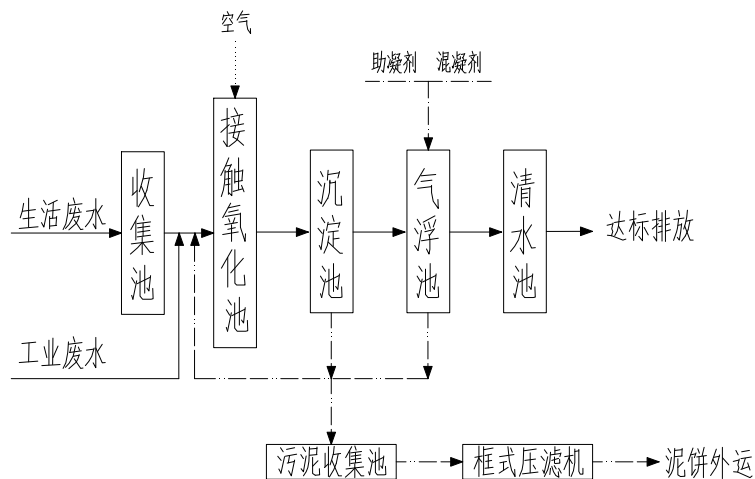 空气
助凝剂 混凝剂
生活废水
收集池
接触氧化池
沉淀池
气浮池
清水池
达标排放
工业废水
污泥收集池
框式压滤机
泥饼外运